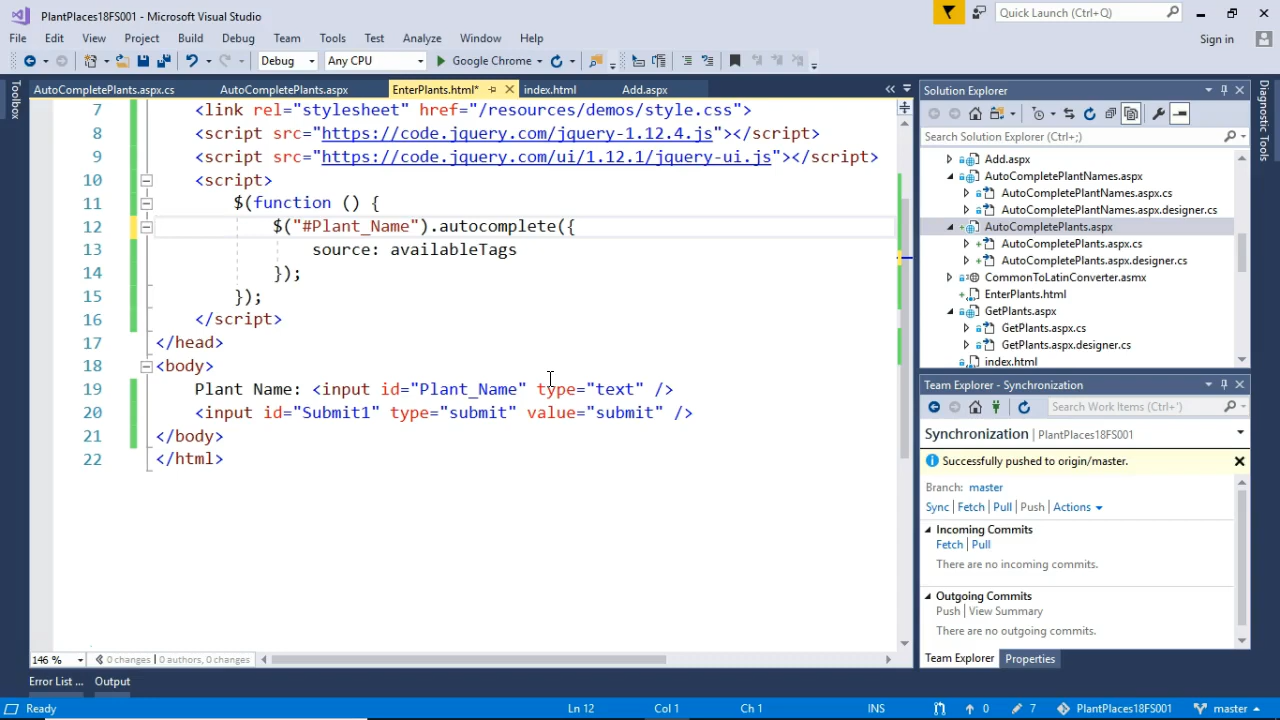 PlantPlaces18FS001 - Microsoft Visual Studio
Quick Launch (Ctrl+Q)
File Edit View Project Build Debug Team Tools Test Analyze Window Help
Sign in
Debug Any CPU Google Chrome
Toolbox
AutoCompletePlants.aspx.cs AutoCompletePlants.aspx EnterPlants.html* index.html Add.aspx
7 <link rel="stylesheet" href="/resources/demos/style.css">
8 <script src="https://code.jquery.com/jquery-1.12.4.js"></script>
9 <script src="https://code.jquery.com/ui/1.12.1/jquery-ui.js"></script>
10 <script>
11 $(function () {
12 $("#Plant_Name").autocomplete({
13 source: availableTags
14 });
15 });
16 </script>
17 </head>
18 <body>
19 Plant Name: <input id="Plant_Name" type="text" />
20 <input id="Submit1" type="submit" value="submit" />
21 </body>
22 </html>
146 % 0 changes | 0 authors, 0 changes
Solution Explorer
Search Solution Explorer (Ctrl+;)
Add.aspx
AutoCompletePlantNames.aspx
AutoCompletePlantNames.aspx.cs
AutoCompletePlantNames.aspx.designer.cs
AutoCompletePlants.aspx
AutoCompletePlants.aspx.cs
AutoCompletePlants.aspx.designer.cs
CommonToLatinConverter.asmx
EnterPlants.html
GetPlants.aspx
GetPlants.aspx.cs
GetPlants.aspx.designer.cs
index.html
Team Explorer - Synchronization
Search Work Items (Ctrl+')
Synchronization | PlantPlaces18FS001
Successfully pushed to origin/master.
Branch: master
Sync | Fetch | Pull | Push | Actions
Incoming Commits
Fetch | Pull
There are no incoming commits.
Outgoing Commits
Push | View Summary
There are no outgoing commits.
Team Explorer Properties
Diagnostic Tools
Error List ... Output
Ready Ln 12 Col 1 Ch 1 INS 0 7 PlantPlaces18FS001 master